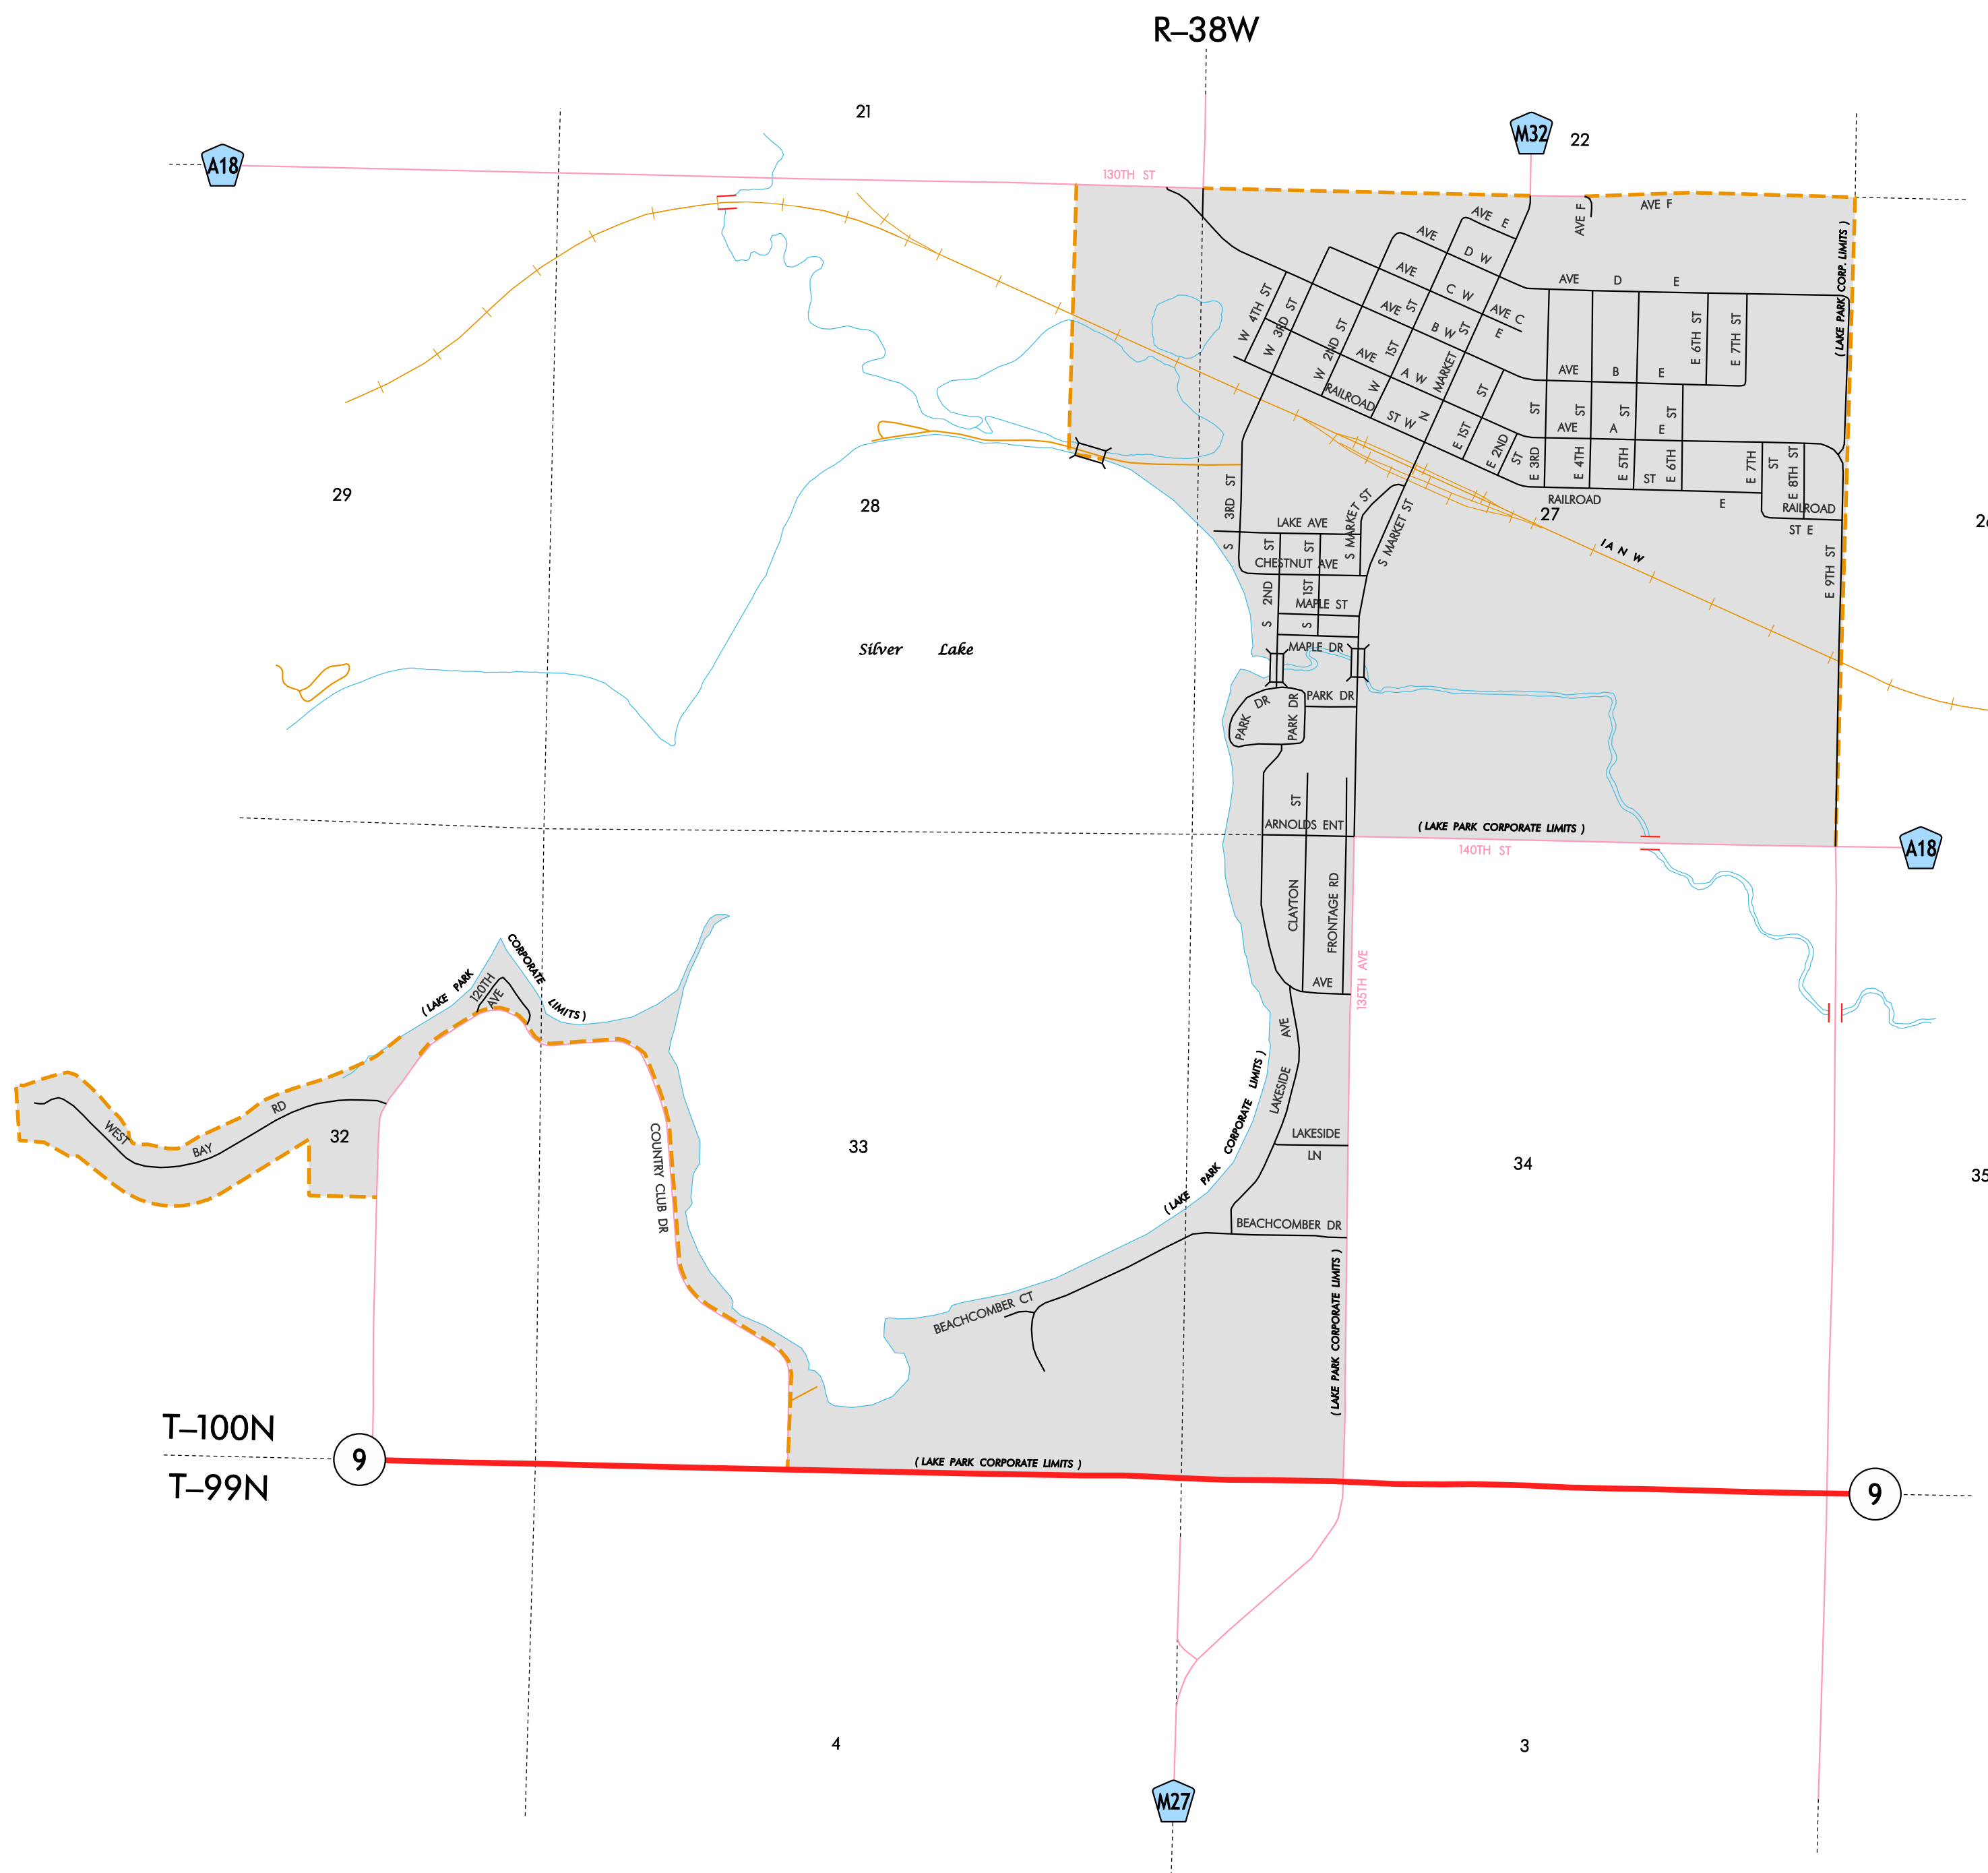 R–38W
21
M32
22
A18
130TH ST
AVE F
AVE F
AVE E
( LAKE PARK CORP. LIMITS )
AVE D W
AVE D E
AVE C W
AVE C E
W 4TH ST
W 3RD ST
W 2ND ST
W 1ST ST
N MARKET ST
AVE B W
AVE B E
E 6TH ST
E 7TH ST
AVE A W
AVE A E
RAILROAD ST W
E 1ST ST
E 2ND ST
E 3RD ST
E 4TH ST
E 5TH ST
E 6TH ST
E 7TH ST
E 8TH ST
RAILROAD ST E
RAILROAD ST E
29
28
27
26
S 3RD ST
LAKE AVE
S MARKET ST
S MARKET ST
IA N W
CHESTNUT AVE
E 9TH ST
S 2ND ST
S 1ST ST
MAPLE ST
Silver Lake
MAPLE DR
PARK DR
PARK DR
PARK DR
ARNOLDS ENT
( LAKE PARK CORPORATE LIMITS )
140TH ST
A18
CLAYTON ST
FRONTAGE RD
135TH AVE
AVE
( LAKE PARK CORPORATE LIMITS )
120TH AVE
LAKESIDE AVE
( LAKE PARK CORPORATE LIMITS )
WEST BAY RD
32
COUNTRY CLUB DR
33
LAKESIDE LN
34
35
BEACHCOMBER DR
BEACHCOMBER CT
( LAKE PARK CORPORATE LIMITS )
T–100N
9
T–99N
( LAKE PARK CORPORATE LIMITS )
9
4
3
M27